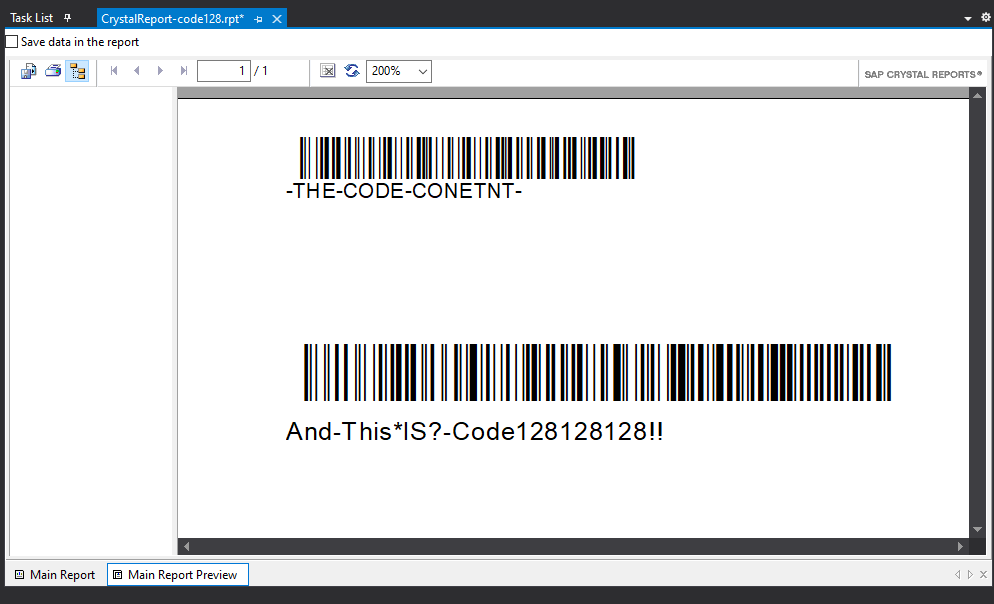 Task List
CrystalReport-code128.rpt*
Save data in the report
1 / 1
200%
SAP CRYSTAL REPORTS®
-THE-CODE-CONETNT-
And-This*IS?-Code128128128!!
Main Report
Main Report Preview